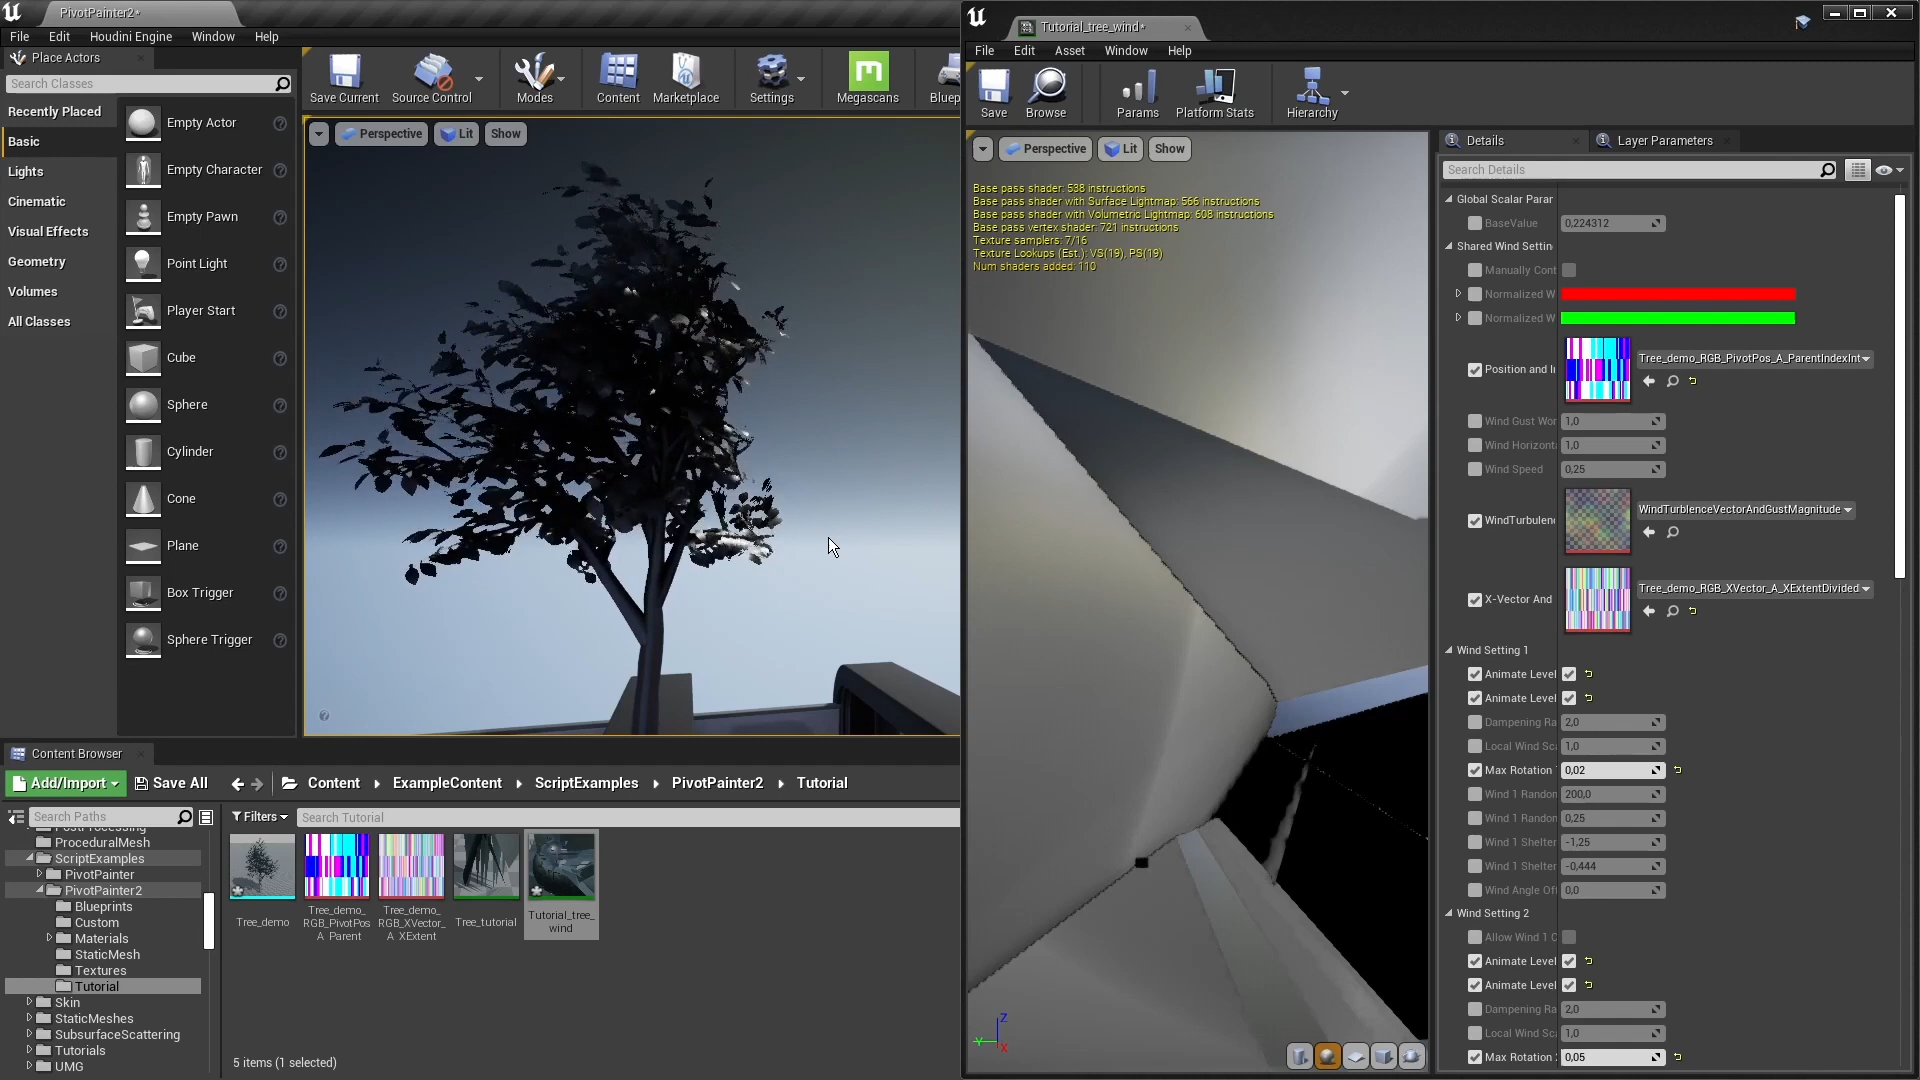 PivotPainter2*
File Edit Houdini Engine Window Help
Place Actors
Search Classes
Recently Placed
Basic
Lights
Cinematic
Visual Effects
Geometry
Volumes
All Classes
Empty Actor
Empty Character
Empty Pawn
Point Light
Player Start
Cube
Sphere
Cylinder
Cone
Plane
Box Trigger
Sphere Trigger
Save Current
Source Control
Modes
Content
Marketplace
Settings
Megascans
Bluep
Perspective
Lit
Show
Content Browser
Add/Import
Save All
Content ExampleContent ScriptExamples PivotPainter2 Tutorial
Search Paths
Filters
Search Tutorial
ProceduralMesh
ScriptExamples
PivotPainter
PivotPainter2
Blueprints
Custom
Materials
StaticMesh
Textures
Tutorial
Skin
StaticMeshes
SubsurfaceScattering
Tutorials
UMG
Tree_demo
Tree_demo_
RGB_PivotPos
A_Parent
Tree_demo_
RGB_XVector_
A_XExtent
Tree_tutorial
Tutorial_tree_
wind
5 items (1 selected)
Tutorial_tree_wind*
File Edit Asset Window Help
Save
Browse
Params
Platform Stats
Hierarchy
Perspective
Lit
Show
Base pass shader: 538 instructions
Base pass shader with Surface Lightmap: 566 instructions
Base pass shader with Volumetric Lightmap: 608 instructions
Base pass vertex shader: 721 instructions
Texture samplers: 7/16
Texture Lookups (Est.): VS(19), PS(19)
Num shaders added: 110
Z
Y
X
Details
Layer Parameters
Search Details
Global Scalar Parar
BaseValue 0,224312
Shared Wind Settin
Manually Cont
Normalized W
Normalized W
Position and I
Tree_demo_RGB_PivotPos_A_ParentIndexInt
Wind Gust Wor 1,0
Wind Horizont 1,0
Wind Speed 0,25
WindTurbulenc
WindTurblenceVectorAndGustMagnitude
X-Vector And
Tree_demo_RGB_XVector_A_XExtentDivided
Wind Setting 1
Animate Level
Animate Level
Dampening Ra 2,0
Local Wind Sca 1,0
Max Rotation 0,02
Wind 1 Random 200,0
Wind 1 Random 0,25
Wind 1 Shelter -1,25
Wind 1 Shelter -0,444
Wind Angle Off 0,0
Wind Setting 2
Allow Wind 1 C
Animate Level
Animate Level
Dampening Ra 2,0
Local Wind Sca 1,0
Max Rotation 0,05